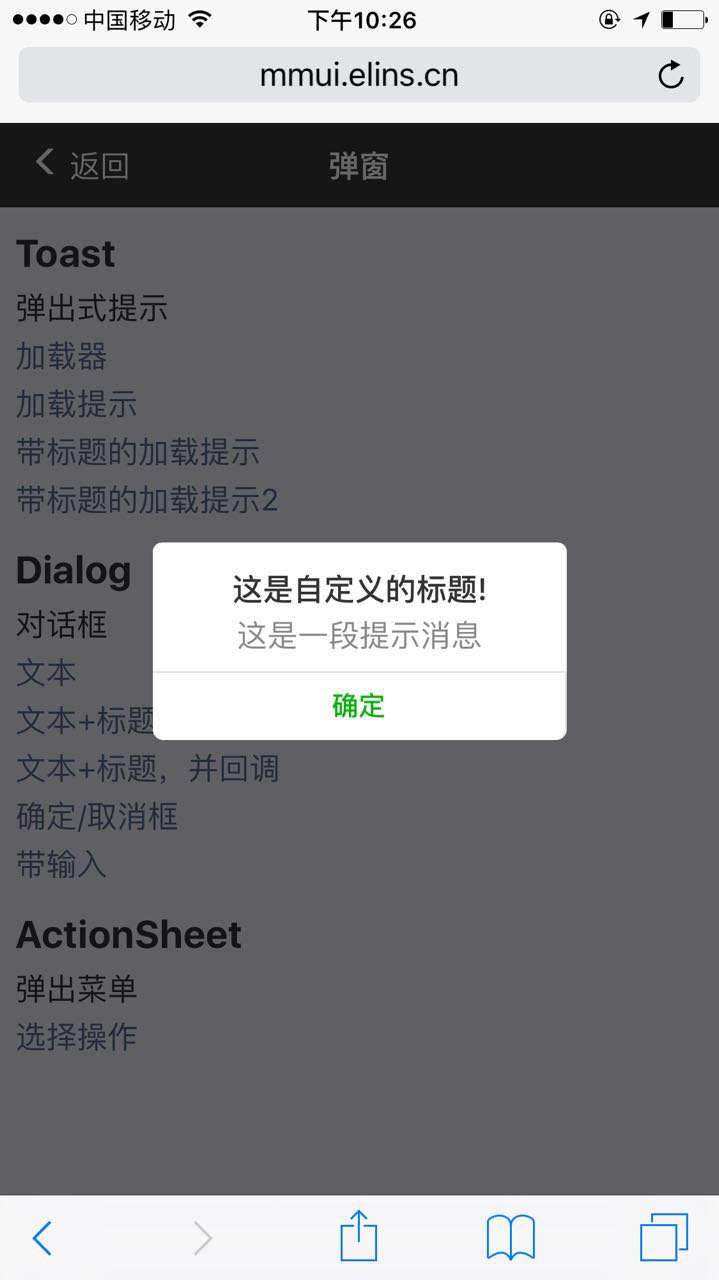 中国移动 下午10:26
mmui.elins.cn
返回 弹窗
Toast
弹出式提示
加载器
加载提示
带标题的加载提示
带标题的加载提示2
Dialog
对话框
文本
文本+标题
文本+标题，并回调
确定/取消框
带输入
这是自定义的标题!
这是一段提示消息
确定
ActionSheet
弹出菜单
选择操作